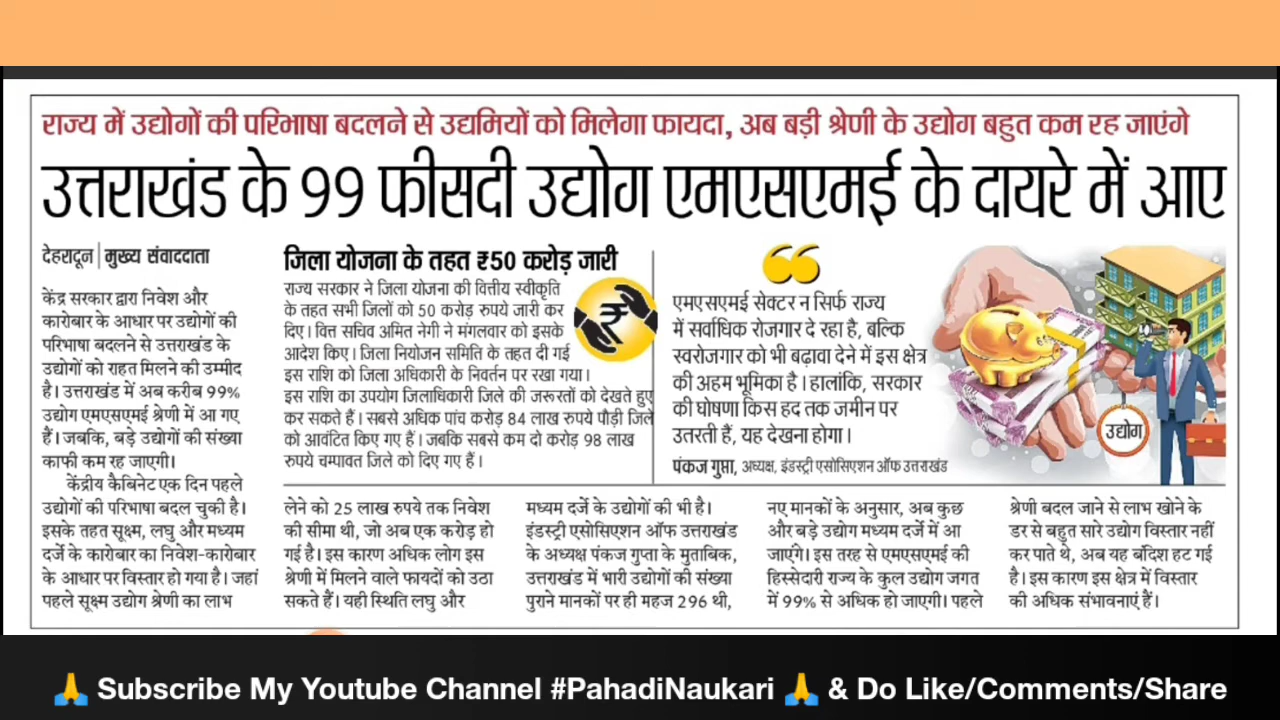 राज्य में उद्योगों की परिभाषा बदलने से उद्यमियों को मिलेगा फायदा, अब बड़ी श्रेणी के उद्योग बहुत कम रह जाएंगे
उत्तराखंड के 99 फीसदी उद्योग एमएसएमई के दायरे में आए
देहरादून | मुख्य संवाददाता
केंद्र सरकार द्वारा निवेश और
कारोबार के आधार पर उद्योगों की
परिभाषा बदलने से उत्तराखंड के
उद्योगों को राहत मिलने की उम्मीद
है। उत्तराखंड में अब करीब 99%
उद्योग एमएसएमई श्रेणी में आ गए
हैं। जबकि, बड़े उद्योगों की संख्या
काफी कम रह जाएगी।
केंद्रीय कैबिनेट एक दिन पहले
उद्योगों की परिभाषा बदल चुकी है।
इसके तहत सूक्ष्म, लघु और मध्यम
दर्जे के कारोबार का निवेश-कारोबार
के आधार पर विस्तार हो गया है। जहां
पहले सूक्ष्म उद्योग श्रेणी का लाभ
जिला योजना के तहत ₹50 करोड़ जारी
राज्य सरकार ने जिला योजना की वित्तीय स्वीकृति
के तहत सभी जिलों को 50 करोड़ रुपये जारी कर
दिए। वित्त सचिव अमित नेगी ने मंगलवार को इसके
आदेश किए। जिला नियोजन समिति के तहत दी गई
इस राशि को जिला अधिकारी के निवर्तन पर रखा गया।
इस राशि का उपयोग जिलाधिकारी जिले की जरूरतों को देखते हुए
कर सकते हैं। सबसे अधिक पांच करोड़ 84 लाख रुपये पौड़ी जिले
को आवंटित किए गए हैं। जबकि सबसे कम दो करोड़ 98 लाख
रुपये चम्पावत जिले को दिए गए हैं।
₹
एमएसएमई सेक्टर न सिर्फ राज्य
में सर्वाधिक रोजगार दे रहा है, बल्कि
स्वरोजगार को भी बढ़ावा देने में इस क्षेत्र
की अहम भूमिका है। हालांकि, सरकार
की घोषणा किस हद तक जमीन पर
उतरती हैं, यह देखना होगा।
पंकज गुप्ता, अध्यक्ष, इंडस्ट्री एसोसिएशन ऑफ उत्तराखंड
उद्योग
लेने को 25 लाख रुपये तक निवेश
की सीमा थी, जो अब एक करोड़ हो
गई है। इस कारण अधिक लोग इस
श्रेणी में मिलने वाले फायदों को उठा
सकते हैं। यही स्थिति लघु और
मध्यम दर्जे के उद्योगों की भी है।
इंडस्ट्री एसोसिएशन ऑफ उत्तराखंड
के अध्यक्ष पंकज गुप्ता के मुताबिक,
उत्तराखंड में भारी उद्योगों की संख्या
पुराने मानकों पर ही महज 296 थी,
नए मानकों के अनुसार, अब कुछ
और बड़े उद्योग मध्यम दर्जे में आ
जाएंगे। इस तरह से एमएसएमई की
हिस्सेदारी राज्य के कुल उद्योग जगत
में 99% से अधिक हो जाएगी। पहले
श्रेणी बदल जाने से लाभ खोने के
डर से बहुत सारे उद्योग विस्तार नहीं
कर पाते थे, अब यह बंदिश हट गई
है। इस कारण इस क्षेत्र में विस्तार
की अधिक संभावनाएं हैं।
🙏 Subscribe My Youtube Channel #PahadiNaukari 🙏 & Do Like/Comments/Share